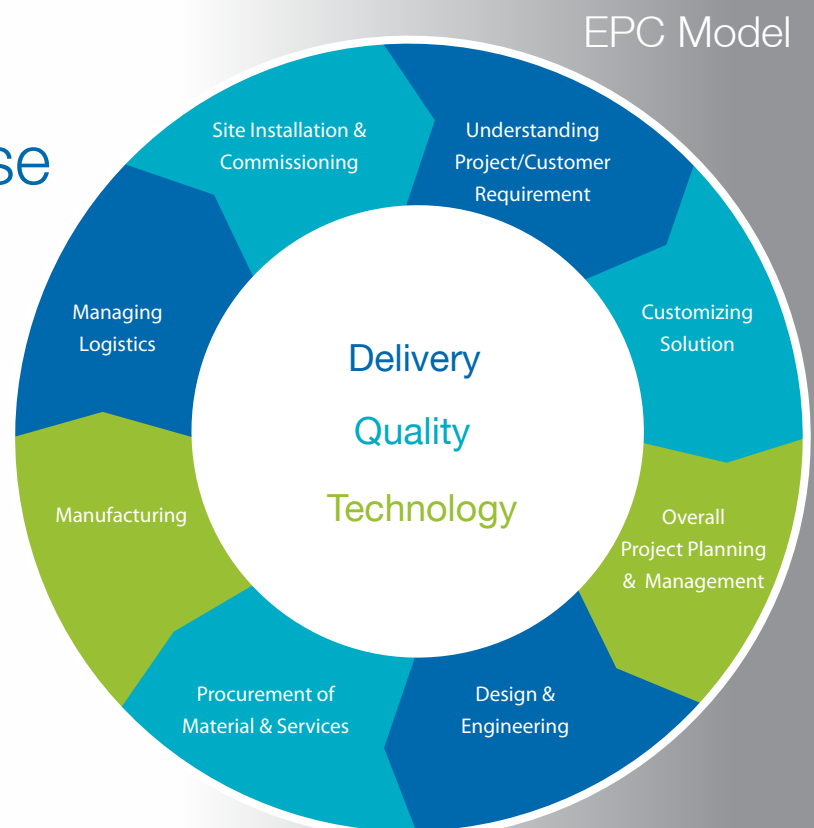 EPC Model
se
Understanding
Project/Customer
Requirement
Customizing
Solution
Overall
Project Planning
& Management
Design &
Engineering
Procurement of
Material & Services
Manufacturing
Managing
Logistics
Site Installation &
Commissioning
Delivery
Quality
Technology